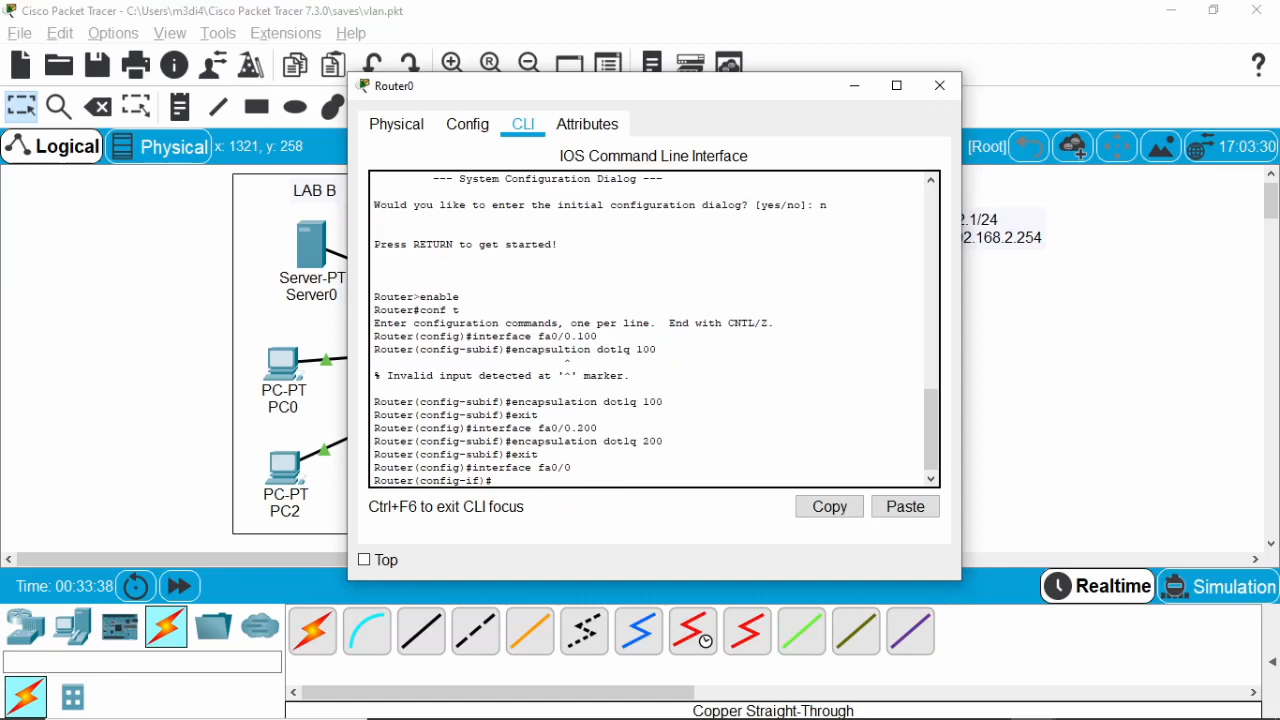 Cisco Packet Tracer - C:\Users\m3di4\Cisco Packet Tracer 7.3.0\saves\vlan.pkt
File Edit Options View Tools Extensions Help
Router0
Physical Config CLI Attributes
Logical Physical x: 1321, y: 258
[Root] 17:03:30
IOS Command Line Interface
LAB B
Server-PT
Server0
PC-PT
PC0
PC-PT
PC2
--- System Configuration Dialog ---
Would you like to enter the initial configuration dialog? [yes/no]: n
Press RETURN to get started!
Router>enable
Router#conf t
Enter configuration commands, one per line.  End with CNTL/Z.
Router(config)#interface fa0/0.100
Router(config-subif)#encapsultion dot1q 100
^
% Invalid input detected at '^' marker.
Router(config-subif)#encapsulation dot1q 100
Router(config-subif)#exit
Router(config)#interface fa0/0.200
Router(config-subif)#encapsulation dot1q 200
Router(config-subif)#exit
Router(config)#interface fa0/0
Router(config-if)#
2.1/24
92.168.2.254
Ctrl+F6 to exit CLI focus
Copy Paste
Top
Time: 00:33:38
Realtime Simulation
Copper Straight-Through